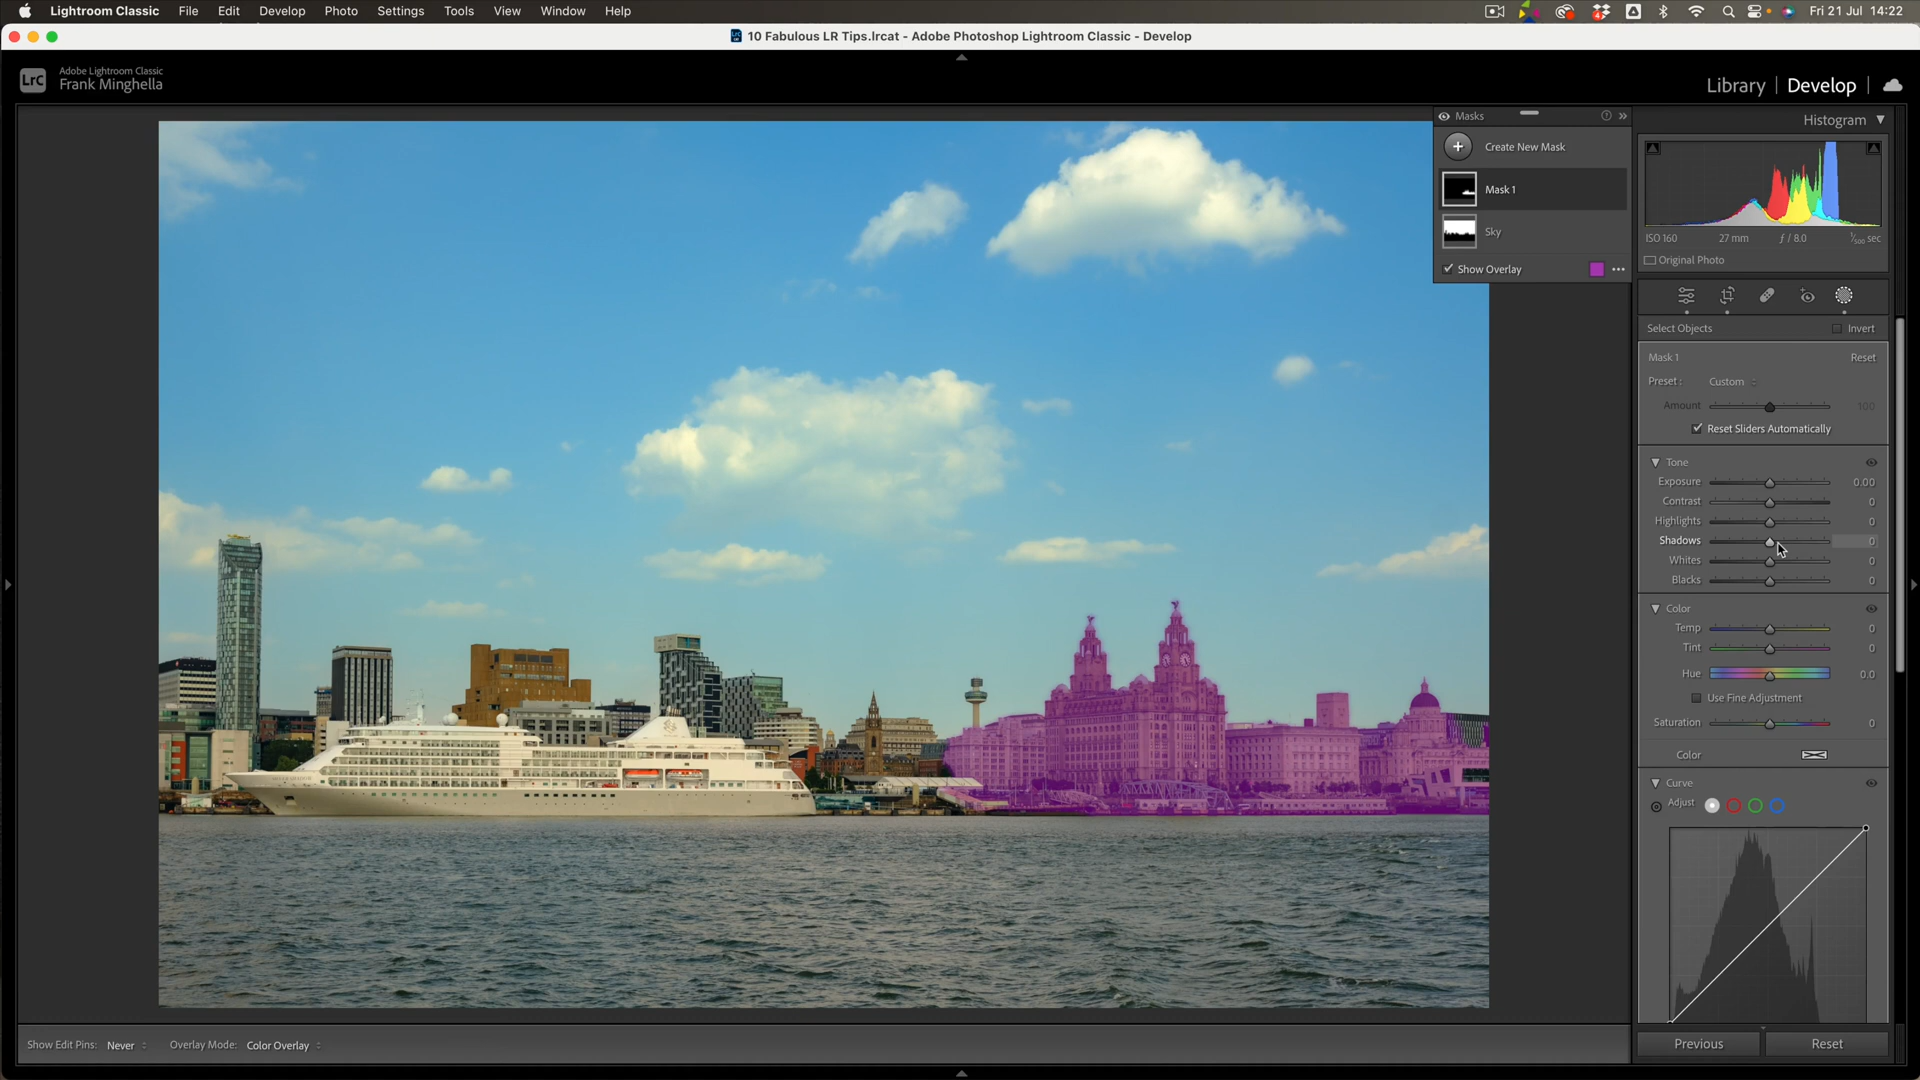 Lightroom Classic File Edit Develop Photo Settings Tools View Window Help Fri 21 Jul 14:22
10 Fabulous LR Tips.lrcat - Adobe Photoshop Lightroom Classic - Develop
LrC
Adobe Lightroom Classic
Frank Minghella
Library | Develop
Masks
Create New Mask
Mask 1
Sky
Show Overlay
Histogram
ISO 160 27 mm ƒ / 8.0 1/500 sec
Original Photo
Select Objects Invert
Mask 1 Reset
Preset : Custom
Amount 100
Reset Sliders Automatically
Tone
Exposure 0.00
Contrast 0
Highlights 0
Shadows 0
Whites 0
Blacks 0
Color
Temp 0
Tint 0
Hue 0.0
Use Fine Adjustment
Saturation 0
Color
Curve
Adjust
Show Edit Pins: Never Overlay Mode: Color Overlay
Previous Reset